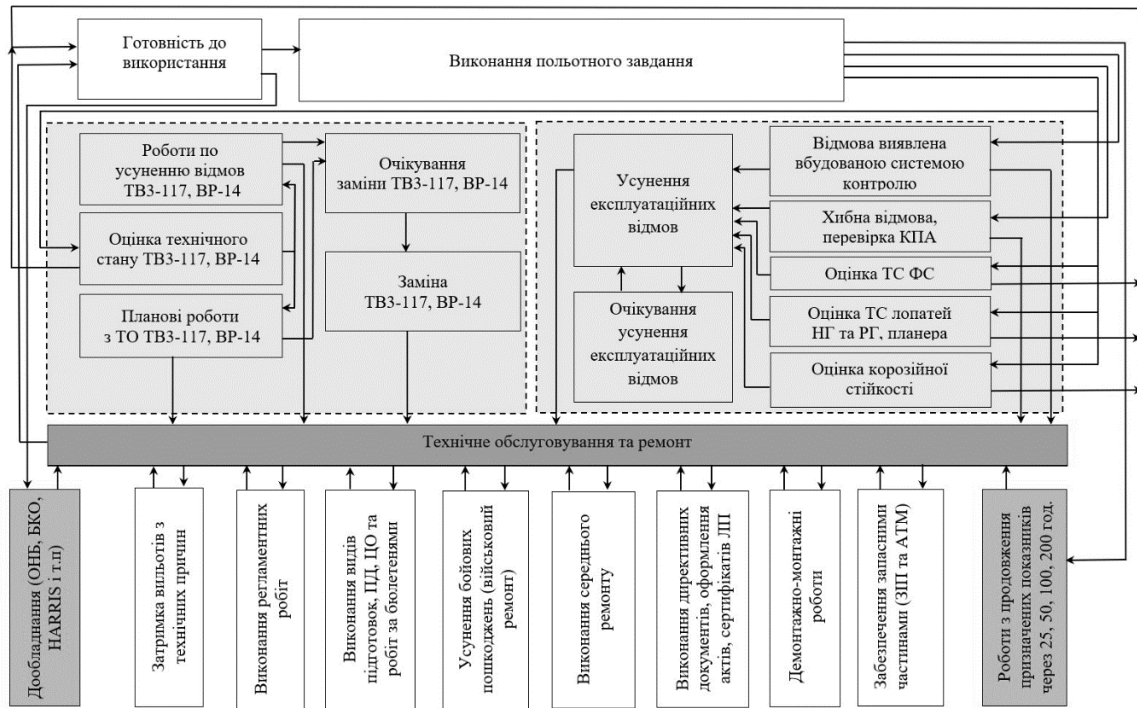 Готовність до
використання
Виконання польотного завдання
Роботи по
усуненню відмов
ТВ3-117, ВР-14
Очікування
заміни ТВ3-117, ВР-14
Оцінка технічного
стану ТВ3-117, ВР-14
Заміна
ТВ3-117, ВР-14
Планові роботи
з ТО ТВ3-117, ВР-14
Усунення
експлуатаційних
відмов
Очікування
усунення
експлуатаційних
відмов
Відмова виявлена
вбудованою системою
контролю
Хибна відмова,
перевірка КПА
Оцінка ТС ФС
Оцінка ТС лопатей
НГ та РГ, планера
Оцінка корозійної
стійкості
Технічне обслуговування та ремонт
Дообладнання (ОНБ, БКО,
HARRIS і т.п)
Затримка вильотів з
технічних причин
Виконання регламентних
робіт
Виконання видів
підготовок, ПД, ЦО та
робіт за бюлетенями
Усунення бойових
пошкоджень (військовий
ремонт)
Виконання середнього
ремонту
Виконання директивних
документів, оформлення
актів, сертифікатів ЛП
Демонтажно-монтажні
роботи
Забезпечення запасними
частинами (ЗІП та АТМ)
Роботи з продовження
призначених показників
через 25, 50, 100, 200 год.